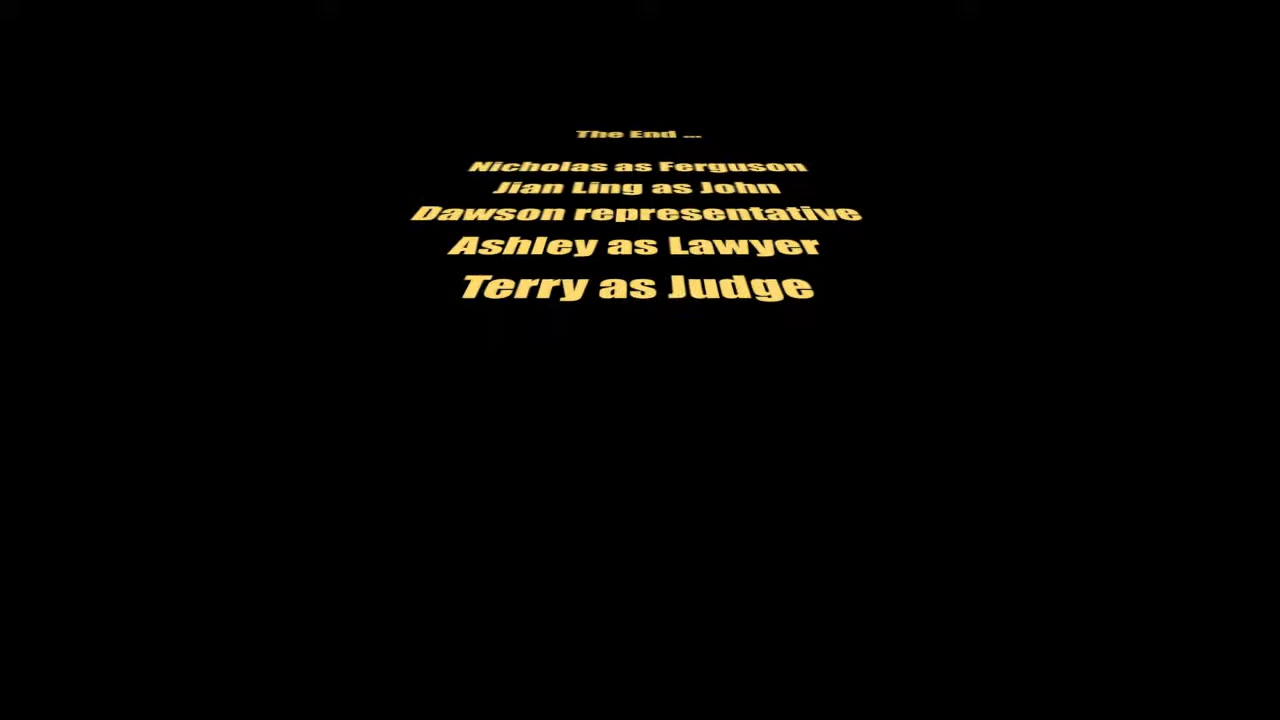 The End ...
Nicholas as Ferguson
Jian Ling as John
Dawson representative
Ashley as Lawyer
Terry as Judge